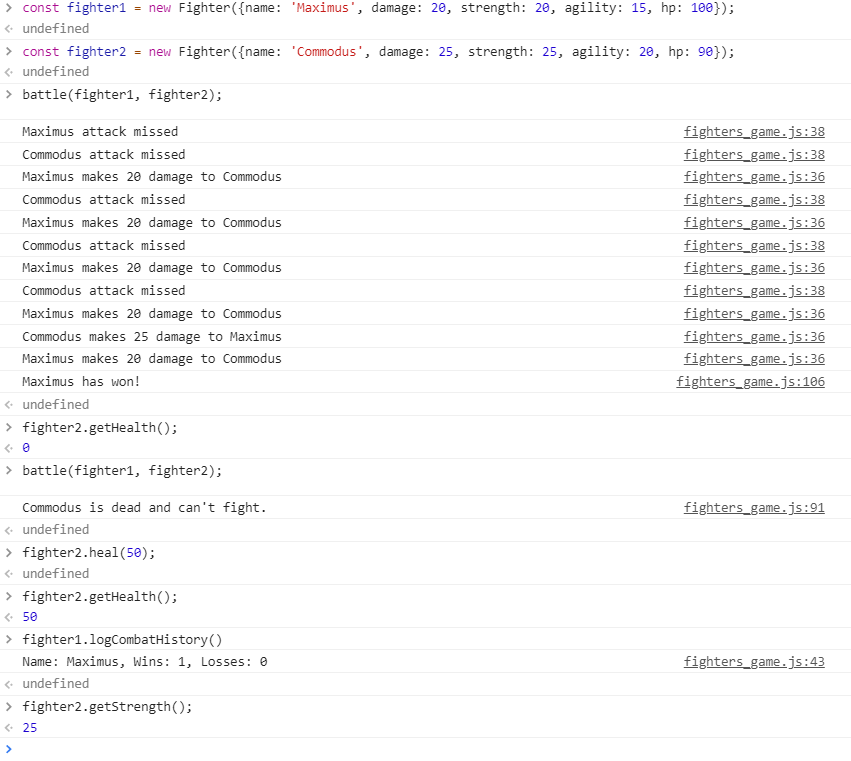 > const fighter1 = new Fighter({name: 'Maximus', damage: 20, strength: 20, agility: 15, hp: 100});
undefined
> const fighter2 = new Fighter({name: 'Commodus', damage: 25, strength: 25, agility: 20, hp: 90});
undefined
> battle(fighter1, fighter2);
Maximus attack missed fighters_game.js:38
Commodus attack missed fighters_game.js:38
Maximus makes 20 damage to Commodus fighters_game.js:36
Commodus attack missed fighters_game.js:38
Maximus makes 20 damage to Commodus fighters_game.js:36
Commodus attack missed fighters_game.js:38
Maximus makes 20 damage to Commodus fighters_game.js:36
Commodus attack missed fighters_game.js:38
Maximus makes 20 damage to Commodus fighters_game.js:36
Commodus makes 25 damage to Maximus fighters_game.js:36
Maximus makes 20 damage to Commodus fighters_game.js:36
Maximus has won! fighters_game.js:106
undefined
> fighter2.getHealth();
0
> battle(fighter1, fighter2);
Commodus is dead and can't fight. fighters_game.js:91
undefined
> fighter2.heal(50);
undefined
> fighter2.getHealth();
50
> fighter1.logCombatHistory()
Name: Maximus, Wins: 1, Losses: 0 fighters_game.js:43
undefined
> fighter2.getStrength();
25
>